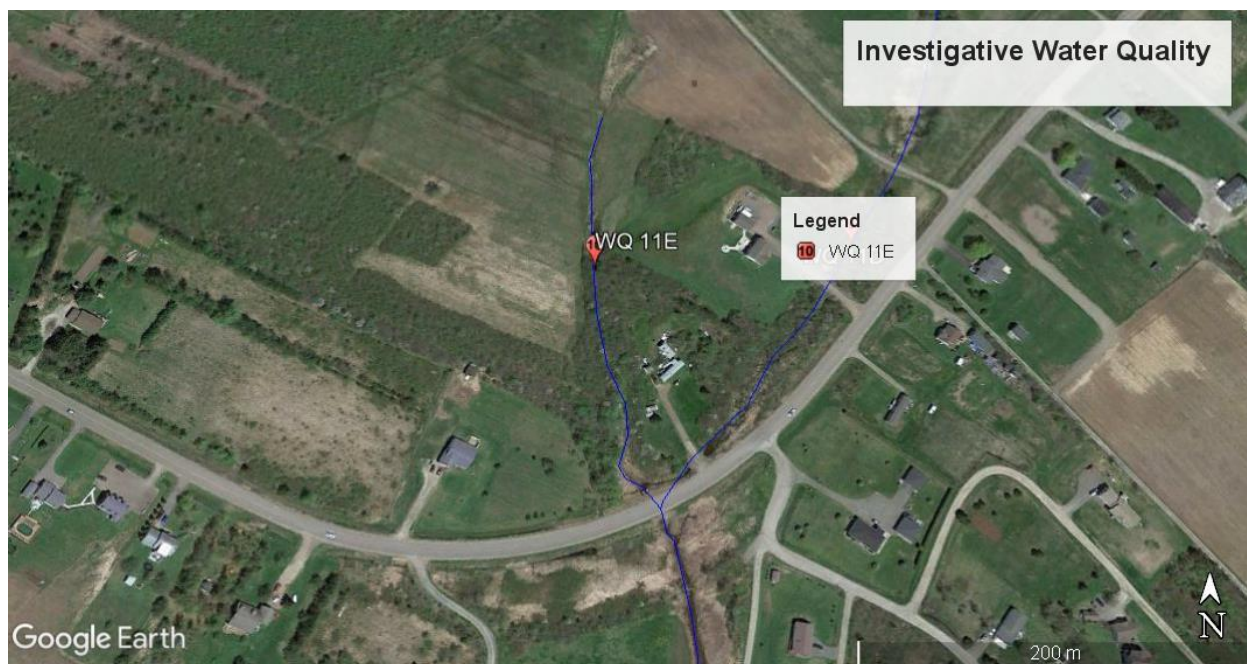 Investigative Water Quality
Legend
10 WQ 11E
WQ 11E
Google Earth
N
200 m